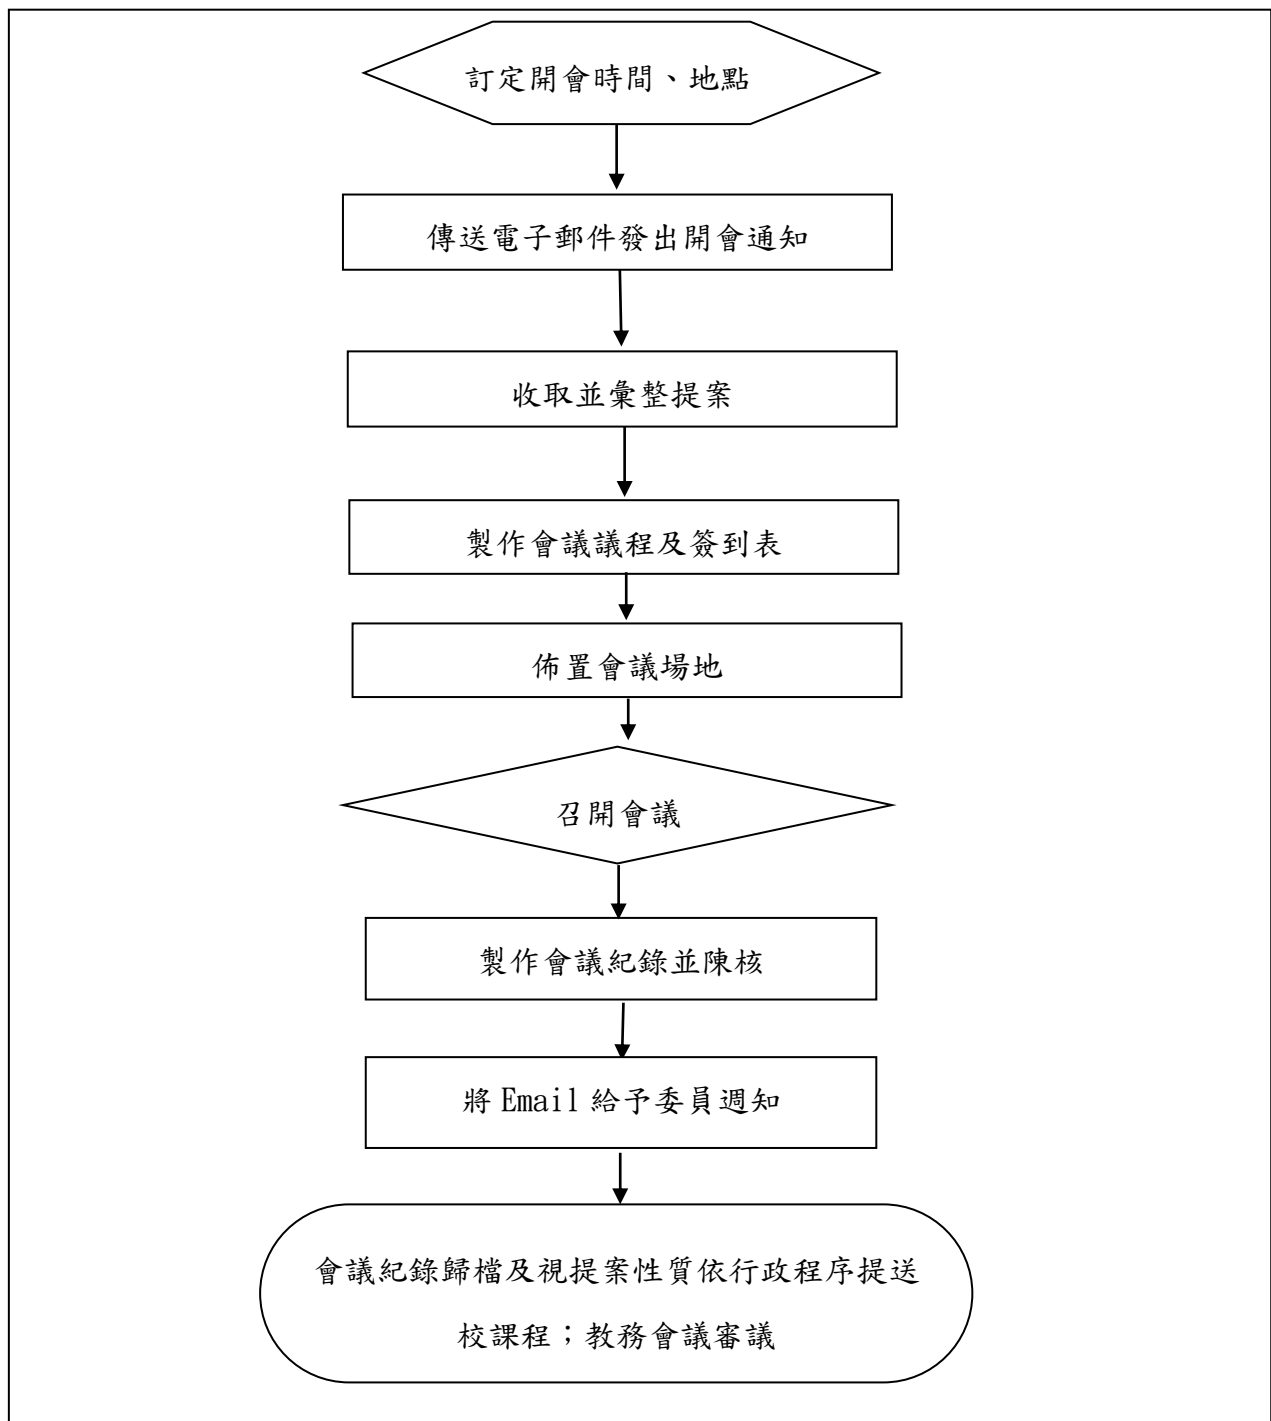 訂定開會時間、地點
傳送電子郵件發出開會通知
收取並彙整提案
製作會議議程及簽到表
佈置會議場地
召開會議
製作會議紀錄並陳核
將 Email 給予委員週知
會議紀錄歸檔及視提案性質依行政程序提送
校課程；教務會議審議